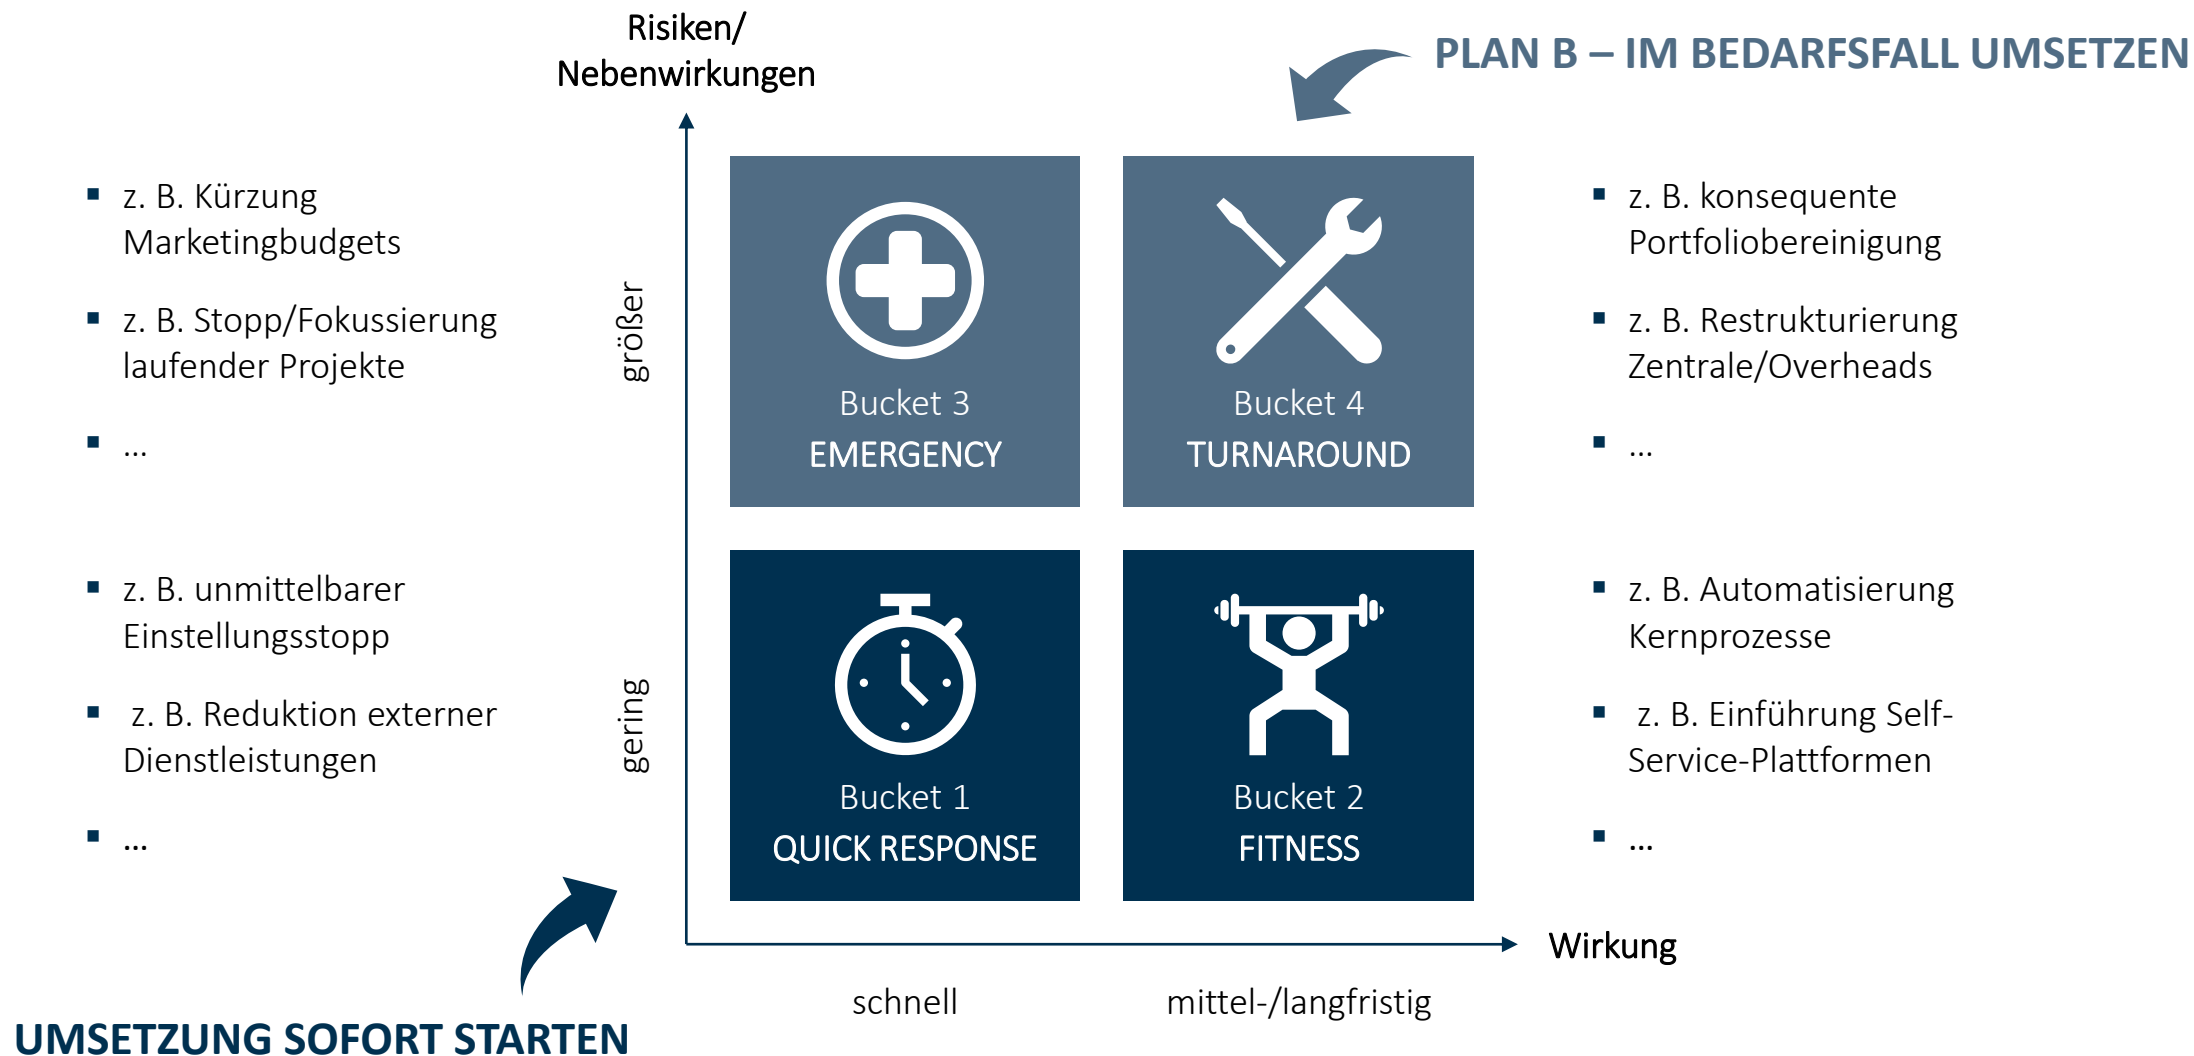 Risiken/
Nebenwirkungen
PLAN B – IM BEDARFSFALL UMSETZEN
▪ z. B. Kürzung
Marketingbudgets
▪ z. B. Stopp/Fokussierung
laufender Projekte
▪ ...
größer
Bucket 3
EMERGENCY
Bucket 4
TURNAROUND
▪ z. B. konsequente
Portfoliobereinigung
▪ z. B. Restrukturierung
Zentrale/Overheads
▪ ...
▪ z. B. unmittelbarer
Einstellungsstopp
▪ z. B. Reduktion externer
Dienstleistungen
▪ ...
gering
Bucket 1
QUICK RESPONSE
Bucket 2
FITNESS
▪ z. B. Automatisierung
Kernprozesse
▪ z. B. Einführung Self-
Service-Plattformen
▪ ...
Wirkung
schnell
mittel-/langfristig
UMSETZUNG SOFORT STARTEN